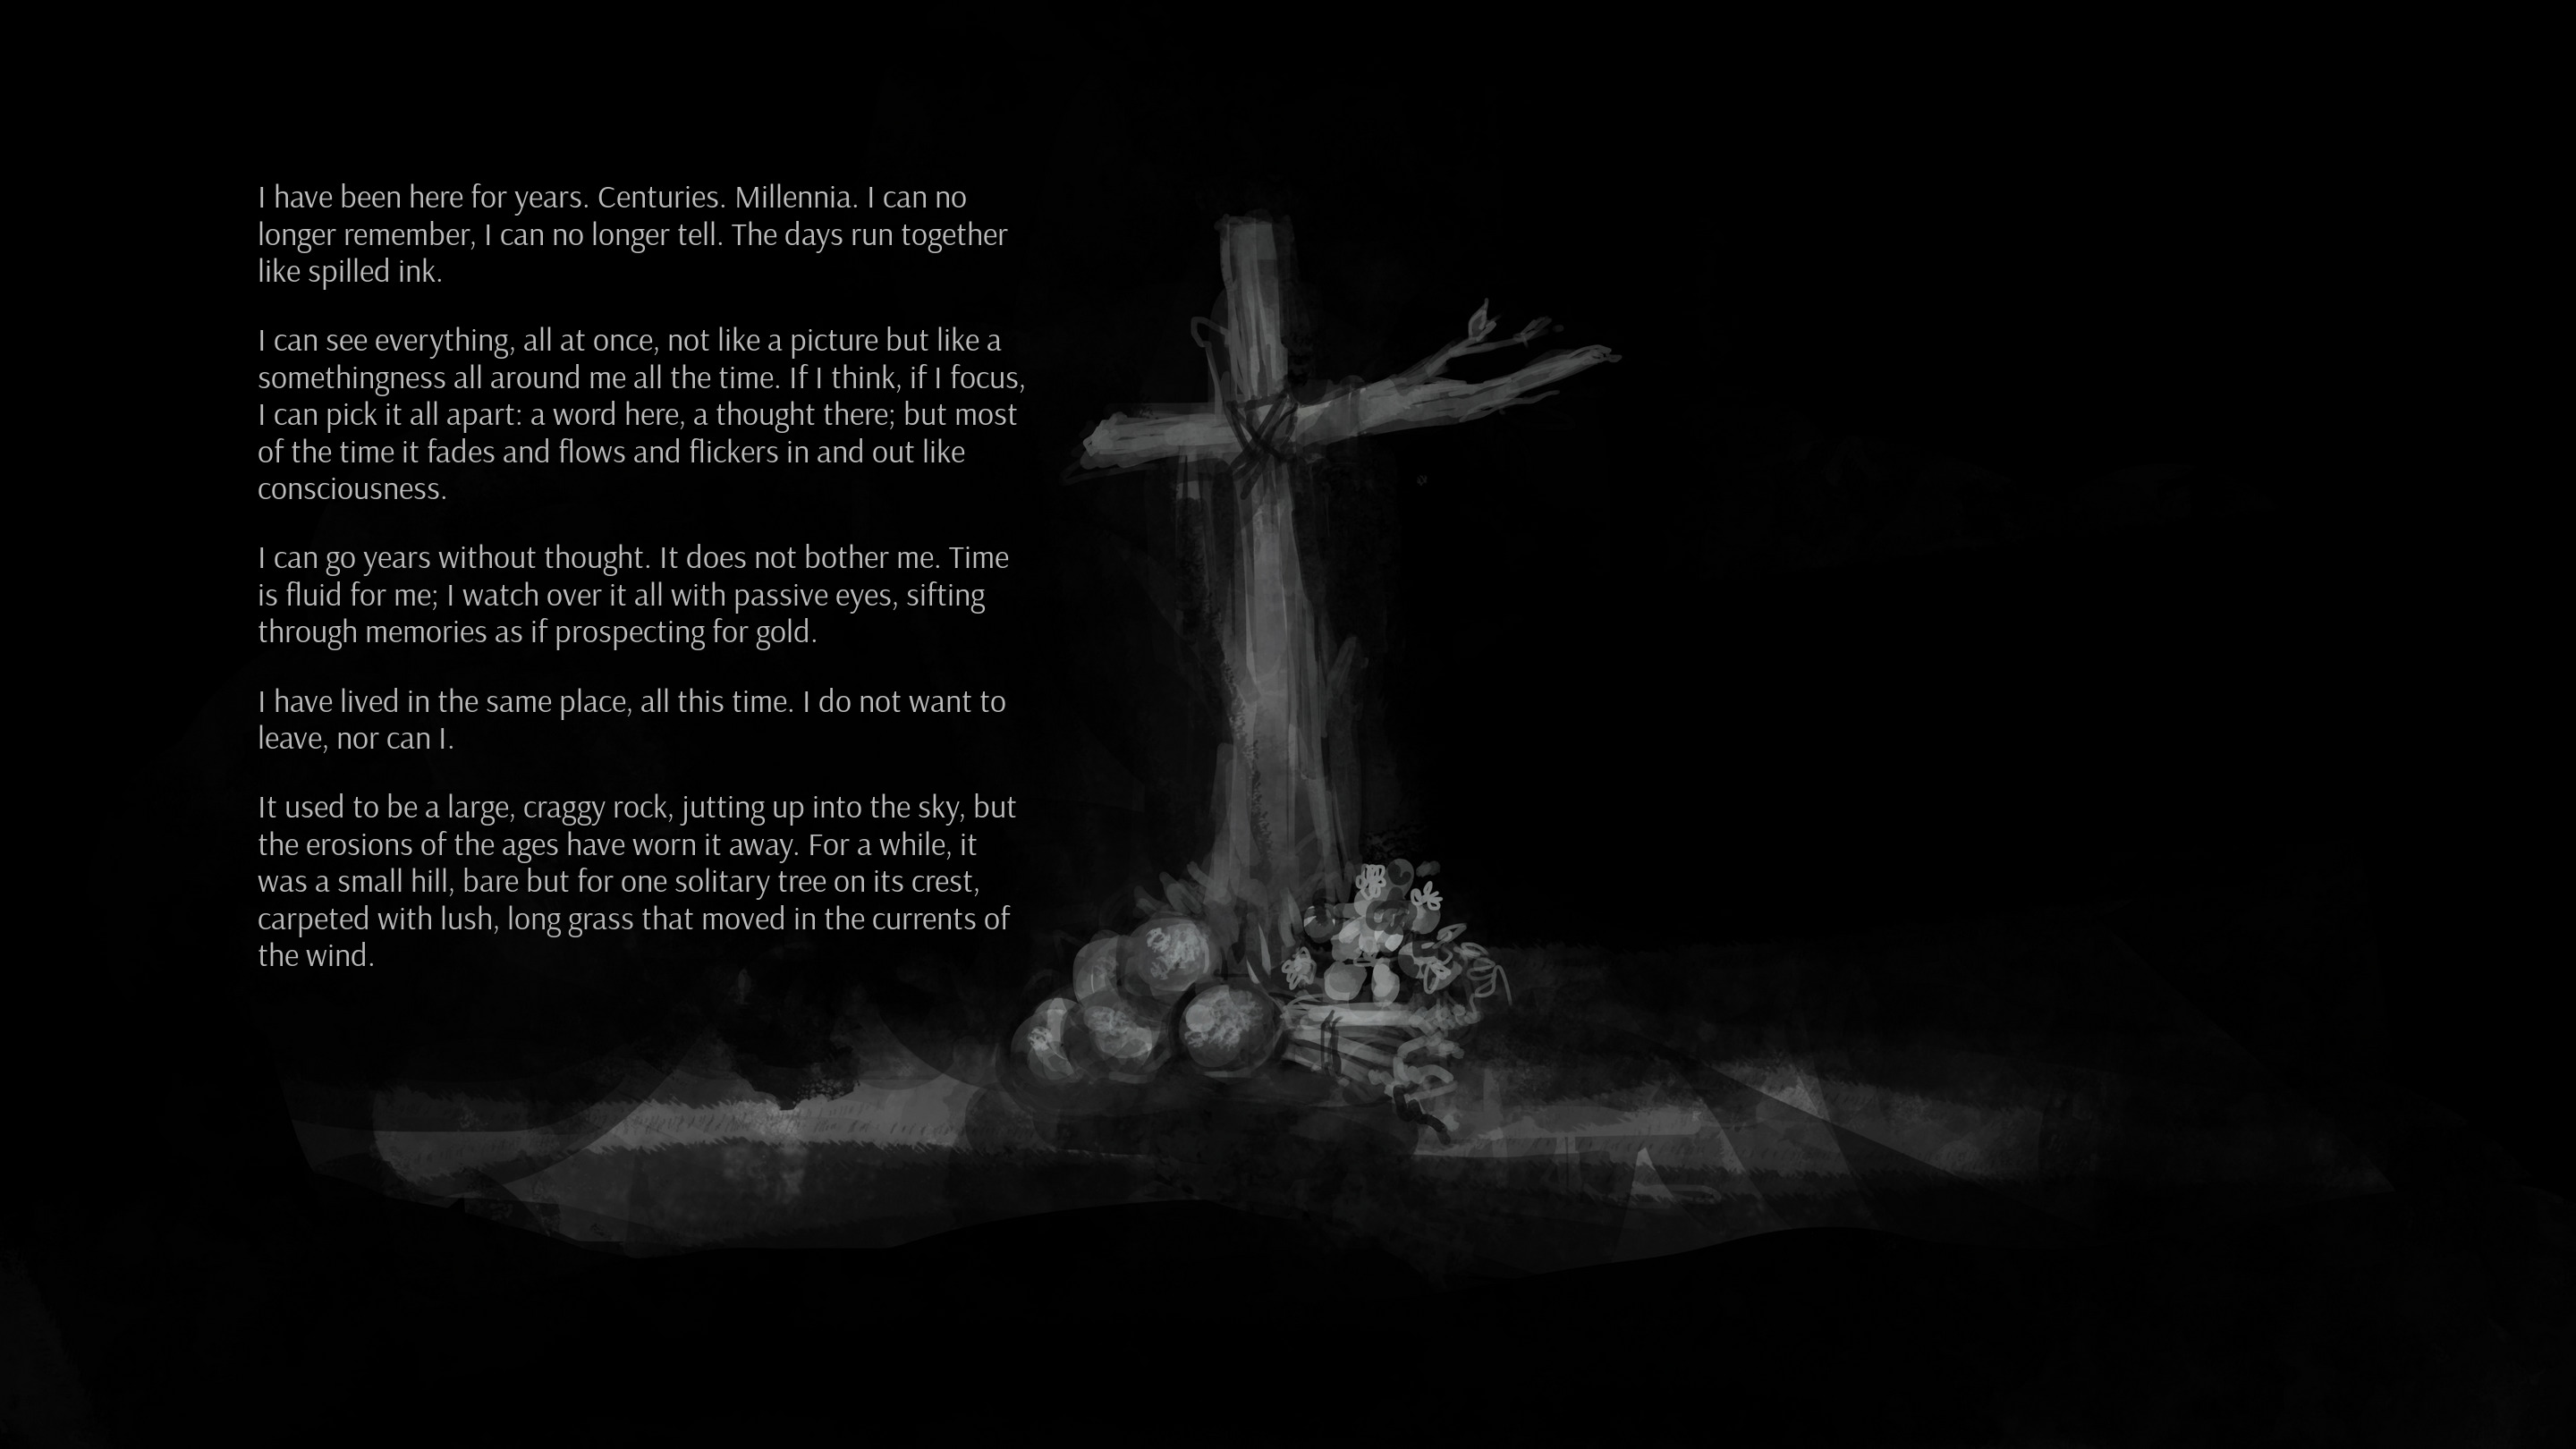 I have been here for years. Centuries. Millennia. I can no
longer remember, I can no longer tell. The days run together
like spilled ink.
I can see everything, all at once, not like a picture but like a
somethingness all around me all the time. If I think, if I focus,
I can pick it all apart: a word here, a thought there; but most
of the time it fades and flows and flickers in and out like
consciousness.
I can go years without thought. It does not bother me. Time
is fluid for me; I watch over it all with passive eyes, sifting
through memories as if prospecting for gold.
I have lived in the same place, all this time. I do not want to
leave, nor can I.
It used to be a large, craggy rock, jutting up into the sky, but
the erosions of the ages have worn it away. For a while, it
was a small hill, bare but for one solitary tree on its crest,
carpeted with lush, long grass that moved in the currents of
the wind.